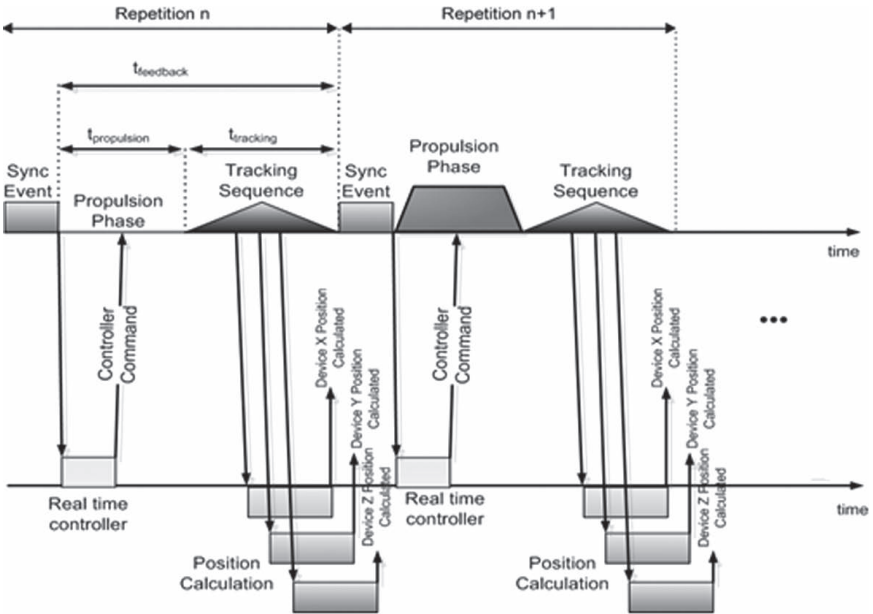 Repetition n
Repetition n+1
tfeedback
tpropulsion
ttracking
Sync
Event
Propulsion
Phase
Tracking
Sequence
Sync
Event
Propulsion
Phase
Tracking
Sequence
time
Controller
Command
Device X Position
Calculated
Device Y Position
Calculated
Device Z Position
Calculated
Controller
Command
Device X Position
Calculated
Device Y Position
Calculated
Device Z Position
Calculated
...
Real time
controller
Real time
controller
time
Position
Calculation
Position
Calculation